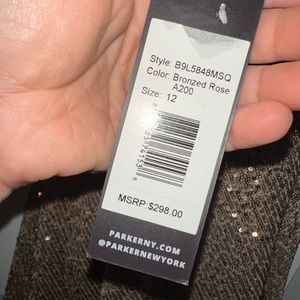 Style: B9L5848MSQ
Color: Bronzed Rose
A200
Size: 12
MSRP:$298.00
PARKERNY.COM
@PARKERNEWYORK